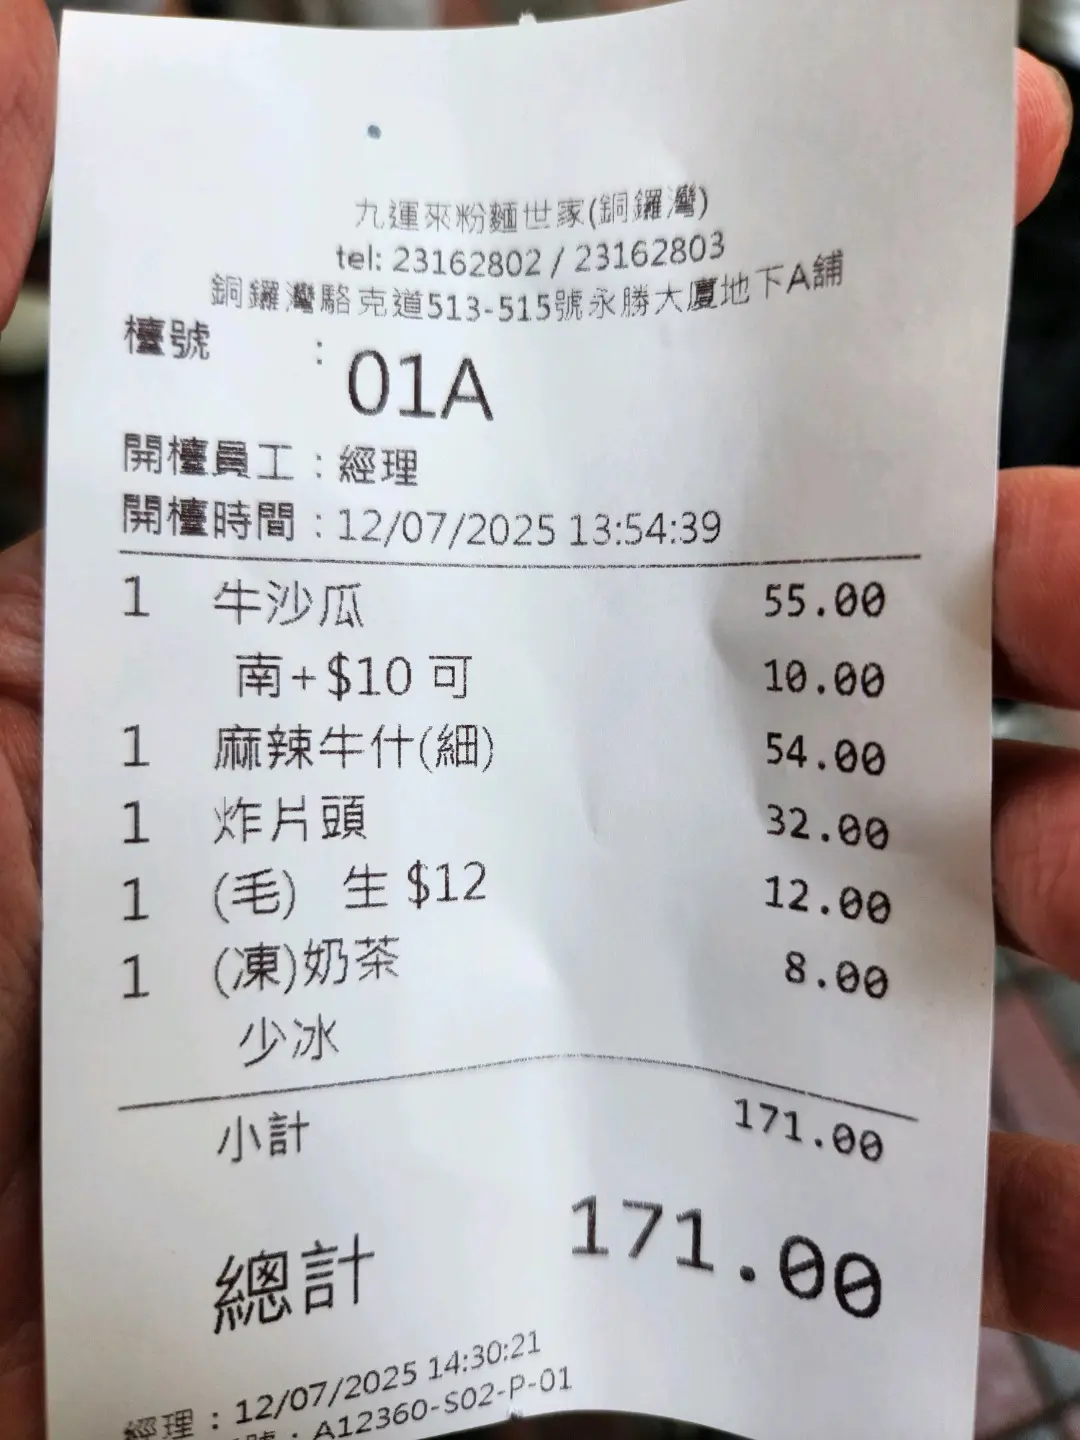 九運來粉麵世家(銅鑼灣)
tel: 23162802 / 23162803
銅鑼灣駱克道513-515號永勝大廈地下A舖
檯號 : 01A
開檯員工 : 經理
開檯時間 : 12/07/2025 13:54:39
1 牛沙瓜 55.00
南+$10 可 10.00
1 麻辣牛什(細) 54.00
1 炸片頭 32.00
1 (毛) 生 $12 12.00
1 (凍)奶茶 8.00
少冰
小計 171.00
總計 171.00
經理 : 12/07/2025 14:30:21
號 : A12360-S02-P-01